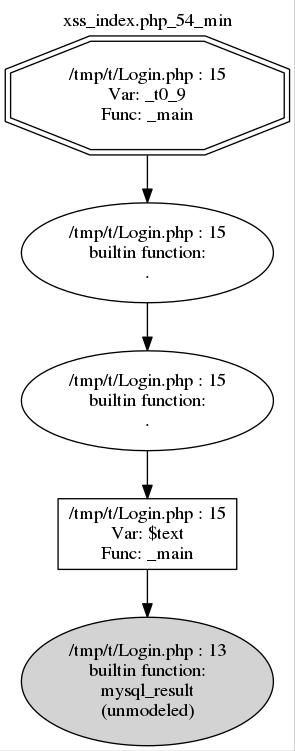 xss_index.php_54_min
/tmp/t/Login.php : 15
Var: _t0_9
Func: _main
/tmp/t/Login.php : 15
builtin function:
.
/tmp/t/Login.php : 15
builtin function:
.
/tmp/t/Login.php : 15
Var: $text
Func: _main
/tmp/t/Login.php : 13
builtin function:
mysql_result
(unmodeled)